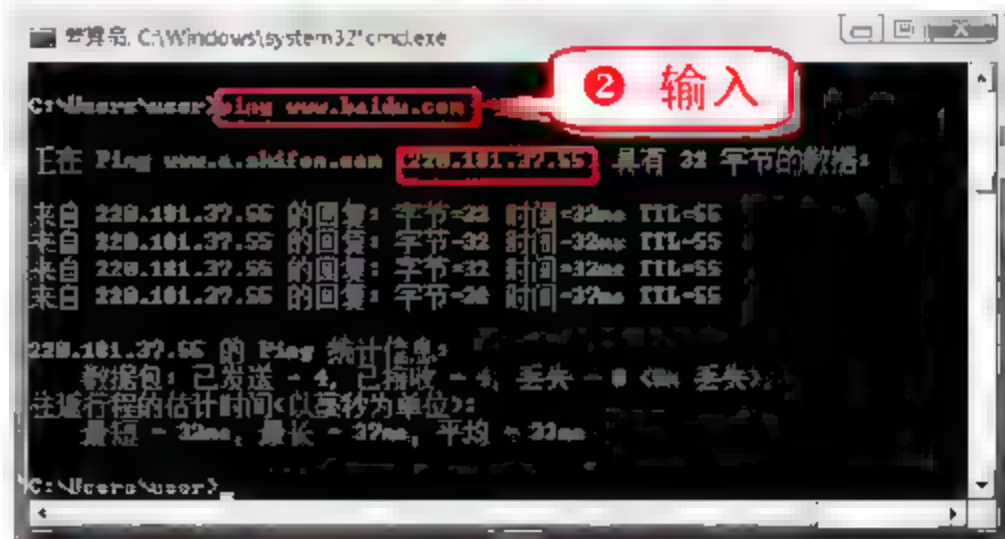 管理员: C:\Windows\system32\cmd.exe
❷ 输入
C:\Users\user>ping www.baidu.com
正在 Ping www.a.shifen.com [220.181.37.55] 具有 32 字节的数据:
来自 220.181.37.55 的回复: 字节=32 时间=32ms TTL=55
来自 220.181.37.55 的回复: 字节=32 时间=32ms TTL=55
来自 220.181.37.55 的回复: 字节=32 时间=32ms TTL=55
来自 220.181.37.55 的回复: 字节=32 时间=32ms TTL=55
220.181.37.55 的 Ping 统计信息:
数据包: 已发送 = 4, 已接收 = 4, 丢失 = 0 (0% 丢失),
往返行程的估计时间(以毫秒为单位):
最短 = 32ms, 最长 = 32ms, 平均 = 32ms
C:\Users\user>_